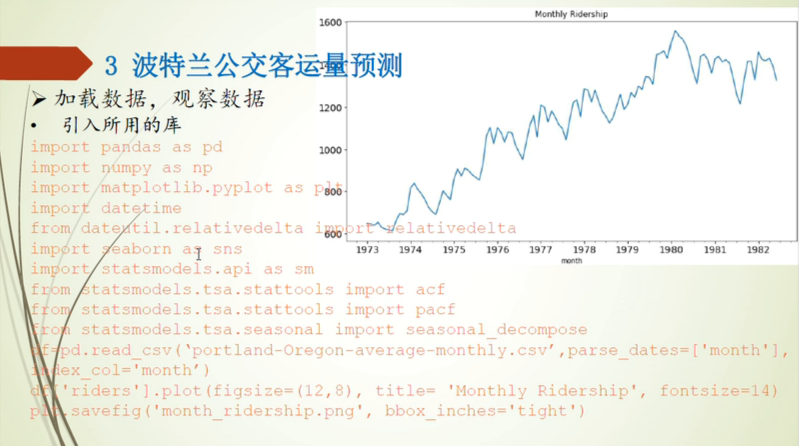 3 波特兰公交客运量预测
➤ 加载数据，观察数据
• 引入所用的库
import pandas as pd
import numpy as np
import matplotlib.pyplot as plt
import datetime
from dateutil.relativedelta import relativedelta
import seaborn as sns
import statsmodels.api as sm
from statsmodels.tsa.stattools import acf
from statsmodels.tsa.stattools import pacf
from statsmodels.tsa.seasonal import seasonal_decompose
df=pd.read_csv(‘portland-Oregon-average-monthly.csv’,parse_dates=['month'],
index_col='month’)
df['riders'].plot(figsize=(12,8), title= 'Monthly Ridership', fontsize=14)
plt.savefig('month_ridership.png', bbox_inches='tight')
Monthly Ridership
1600
1200
1000
800
600
1973 1974 1975 1976 1977 1978 1979 1980 1981 1982
month